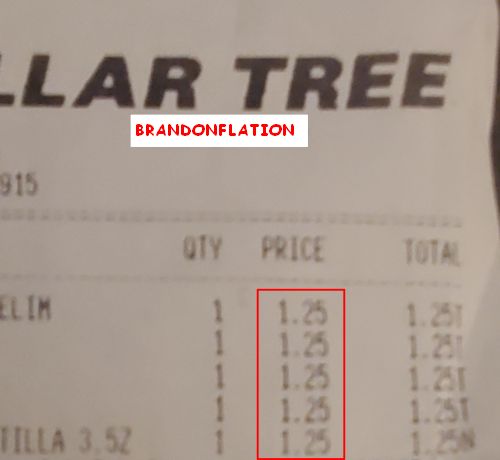 LLAR TREE
BRANDONFLATION
915
QTY PRICE TOTAL
ELIM 1 1.25 1.25T
1 1.25 1.25T
1 1.25 1.25T
1 1.25 1.25T
TILLA 3.5Z 1 1.25 1.25N